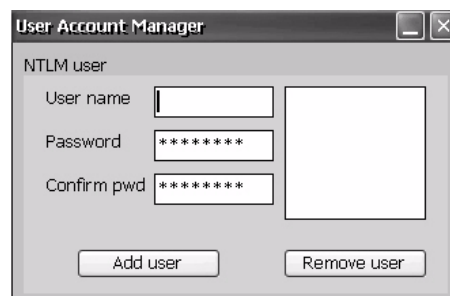 User Account Manager
NTLM user
User name
Password ********
Confirm pwd ********
Add user Remove user